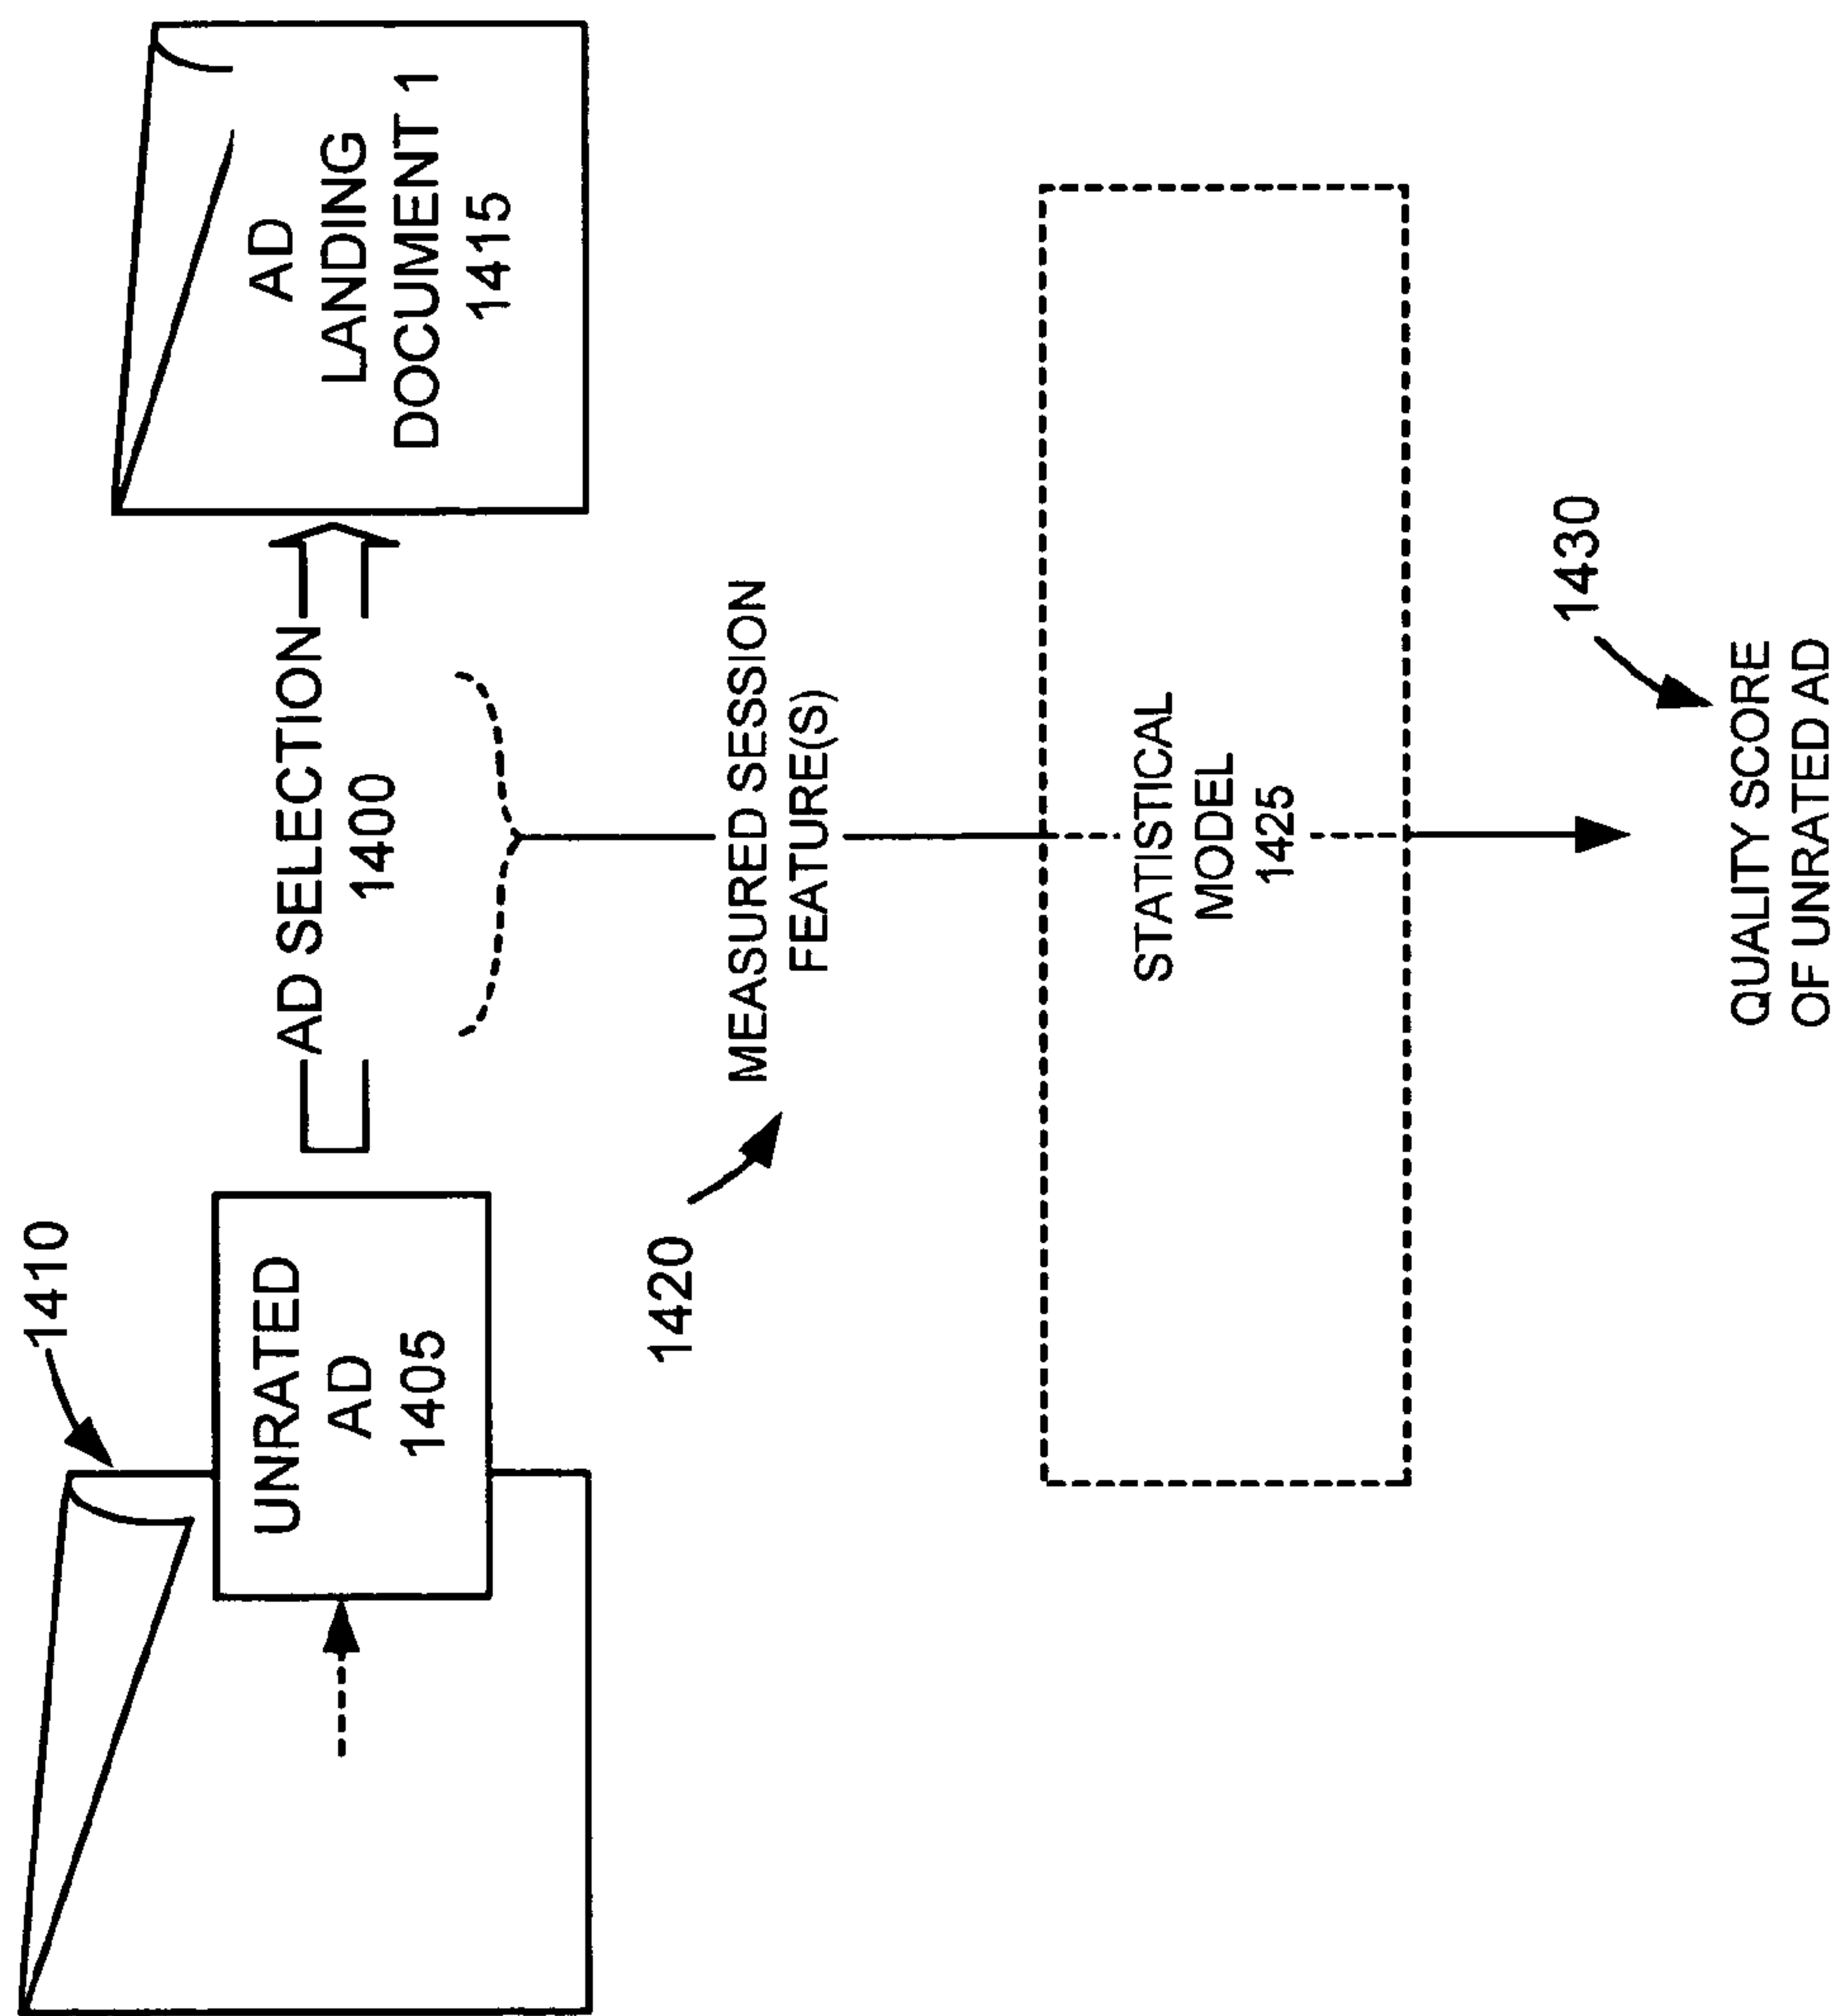 1410
UNRATED
AD
1405
AD SELECTION
1400
AD
LANDING
DOCUMENT 1
1415
1420
MEASURED SESSION
FEATURE(S)
STATISTICAL
MODEL
1425
1430
QUALITY SCORE
OF UNRATED AD